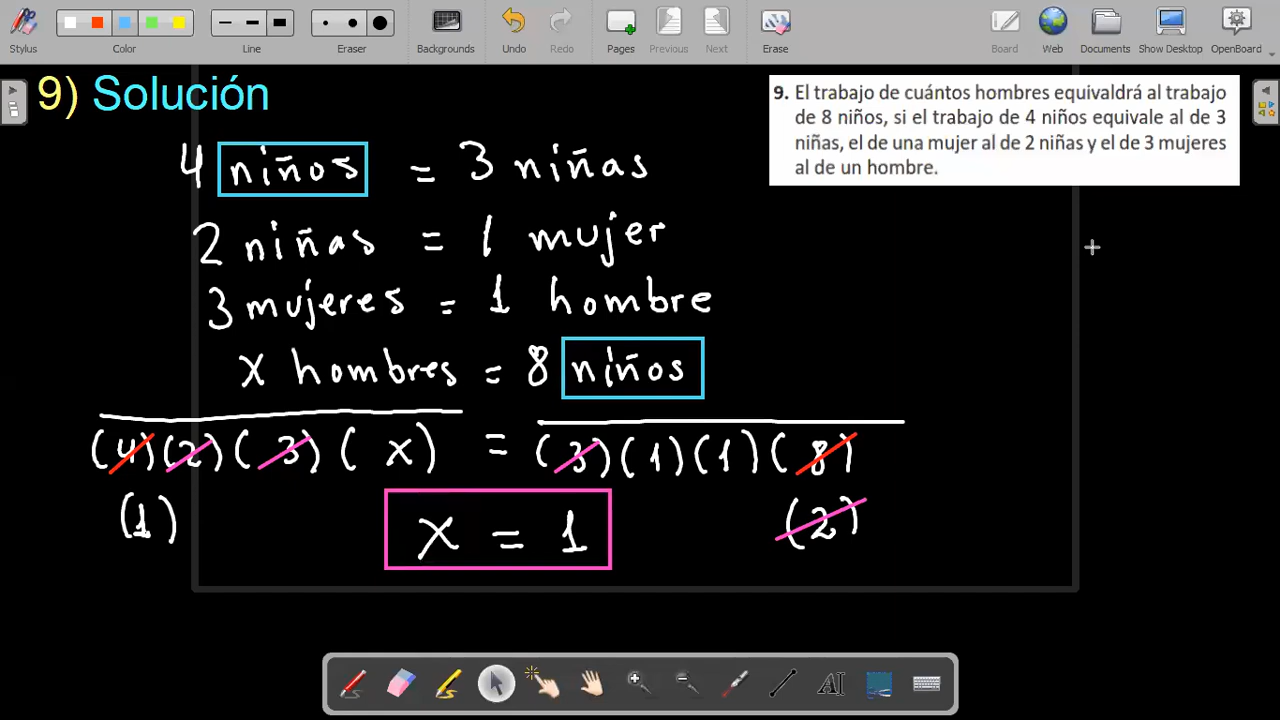 Stylus Color Line Eraser Backgrounds Undo Redo Pages Previous Next Erase Board Web Documents Show Desktop OpenBoard
9) Solución
9. El trabajo de cuántos hombres equivaldrá al trabajo
de 8 niños, si el trabajo de 4 niños equivale al de 3
niñas, el de una mujer al de 2 niñas y el de 3 mujeres
al de un hombre.
4 niños = 3 niñas
2 niñas = 1 mujer
3 mujeres = 1 hombre
x hombres = 8 niños
(4)(2)(3)(x) = (3)(1)(1)(8)
(1) (2)
x = 1
AI